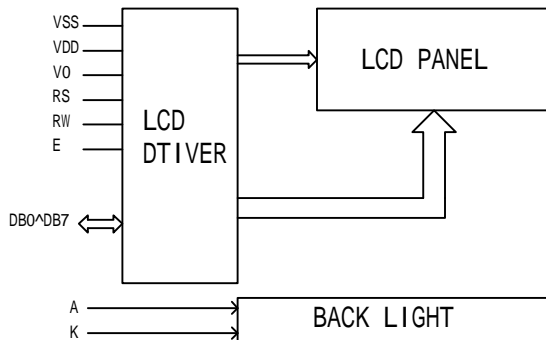 VSS
VDD
VO
RS
RW
E
DB0^DB7
LCD
DTIVER
LCD PANEL
A
K
BACK LIGHT